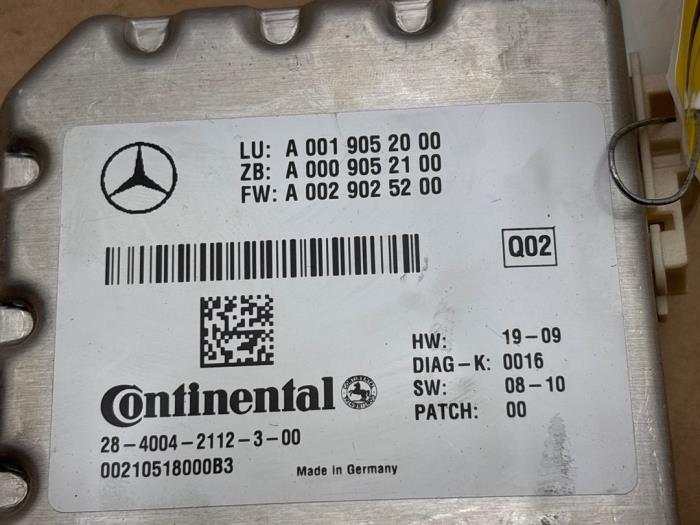 LU: A 001 905 20 00
ZB: A 000 905 21 00
FW: A 002 902 52 00
Q02
HW: 19-09
DIAG-K: 0016
SW: 08-10
PATCH: 00
Continental
28-4004-2112-3-00
00210518000B3
Made in Germany